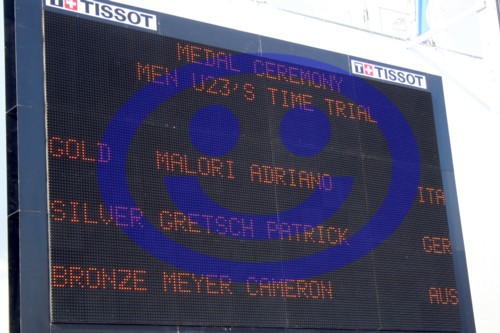 TISSOT
TISSOT
MEDAL CEREMONY
MEN U23'S TIME TRIAL
GOLD MALORI ADRIANO ITA
SILVER GRETSCH PATRICK GER
BRONZE MEYER CAMERON AUS